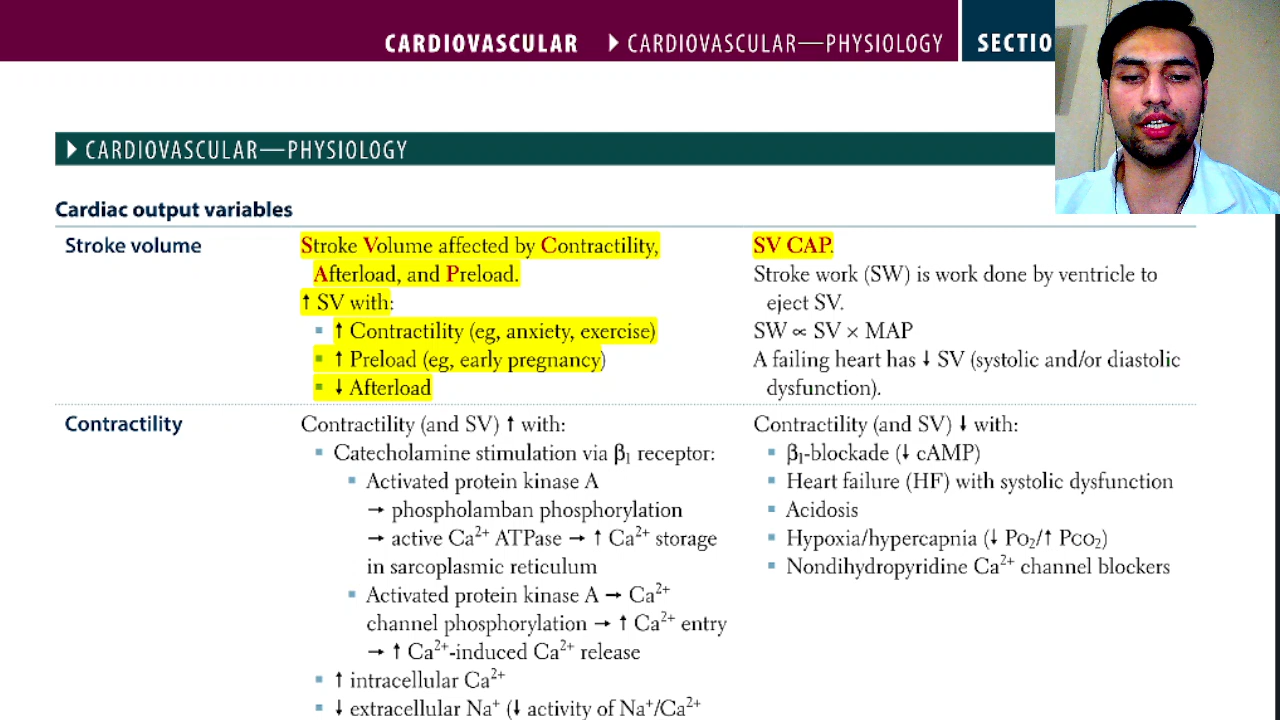 CARDIOVASCULAR ▶ CARDIOVASCULAR—PHYSIOLOGY SECTIO
▶ CARDIOVASCULAR—PHYSIOLOGY
Cardiac output variables
Stroke volume
Stroke Volume affected by Contractility,
Afterload, and Preload.
↑ SV with:
▪ ↑ Contractility (eg, anxiety, exercise)
▪ ↑ Preload (eg, early pregnancy)
▪ ↓ Afterload
SV CAP.
Stroke work (SW) is work done by ventricle to
eject SV.
SW ∝ SV × MAP
A failing heart has ↓ SV (systolic and/or diastolic
dysfunction).
Contractility
Contractility (and SV) ↑ with:
▪ Catecholamine stimulation via β₁ receptor:
▪ Activated protein kinase A
→ phospholamban phosphorylation
→ active Ca²⁺ ATPase → ↑ Ca²⁺ storage
in sarcoplasmic reticulum
▪ Activated protein kinase A → Ca²⁺
channel phosphorylation → ↑ Ca²⁺ entry
→ ↑ Ca²⁺-induced Ca²⁺ release
▪ ↑ intracellular Ca²⁺
▪ ↓ extracellular Na⁺ (↓ activity of Na⁺/Ca²⁺
Contractility (and SV) ↓ with:
▪ β₁-blockade (↓ cAMP)
▪ Heart failure (HF) with systolic dysfunction
▪ Acidosis
▪ Hypoxia/hypercapnia (↓ Po₂/↑ Pco₂)
▪ Nondihydropyridine Ca²⁺ channel blockers